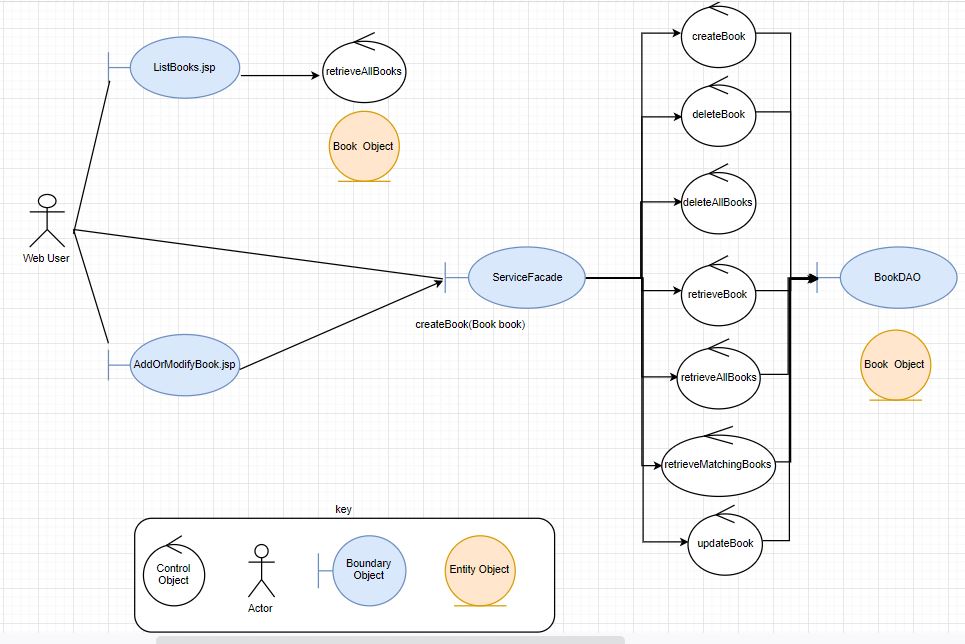 createBook
ListBooks.jsp
retrieveAllBooks
deleteBook
Book Object
deleteAllBooks
Web User
ServiceFacade
BookDAO
retrieveBook
createBook(Book book)
AddOrModifyBook.jsp
Book Object
retrieveAllBooks
retrieveMatchingBooks
updateBook
key
Control
Object
Actor
Boundary
Object
Entity Object